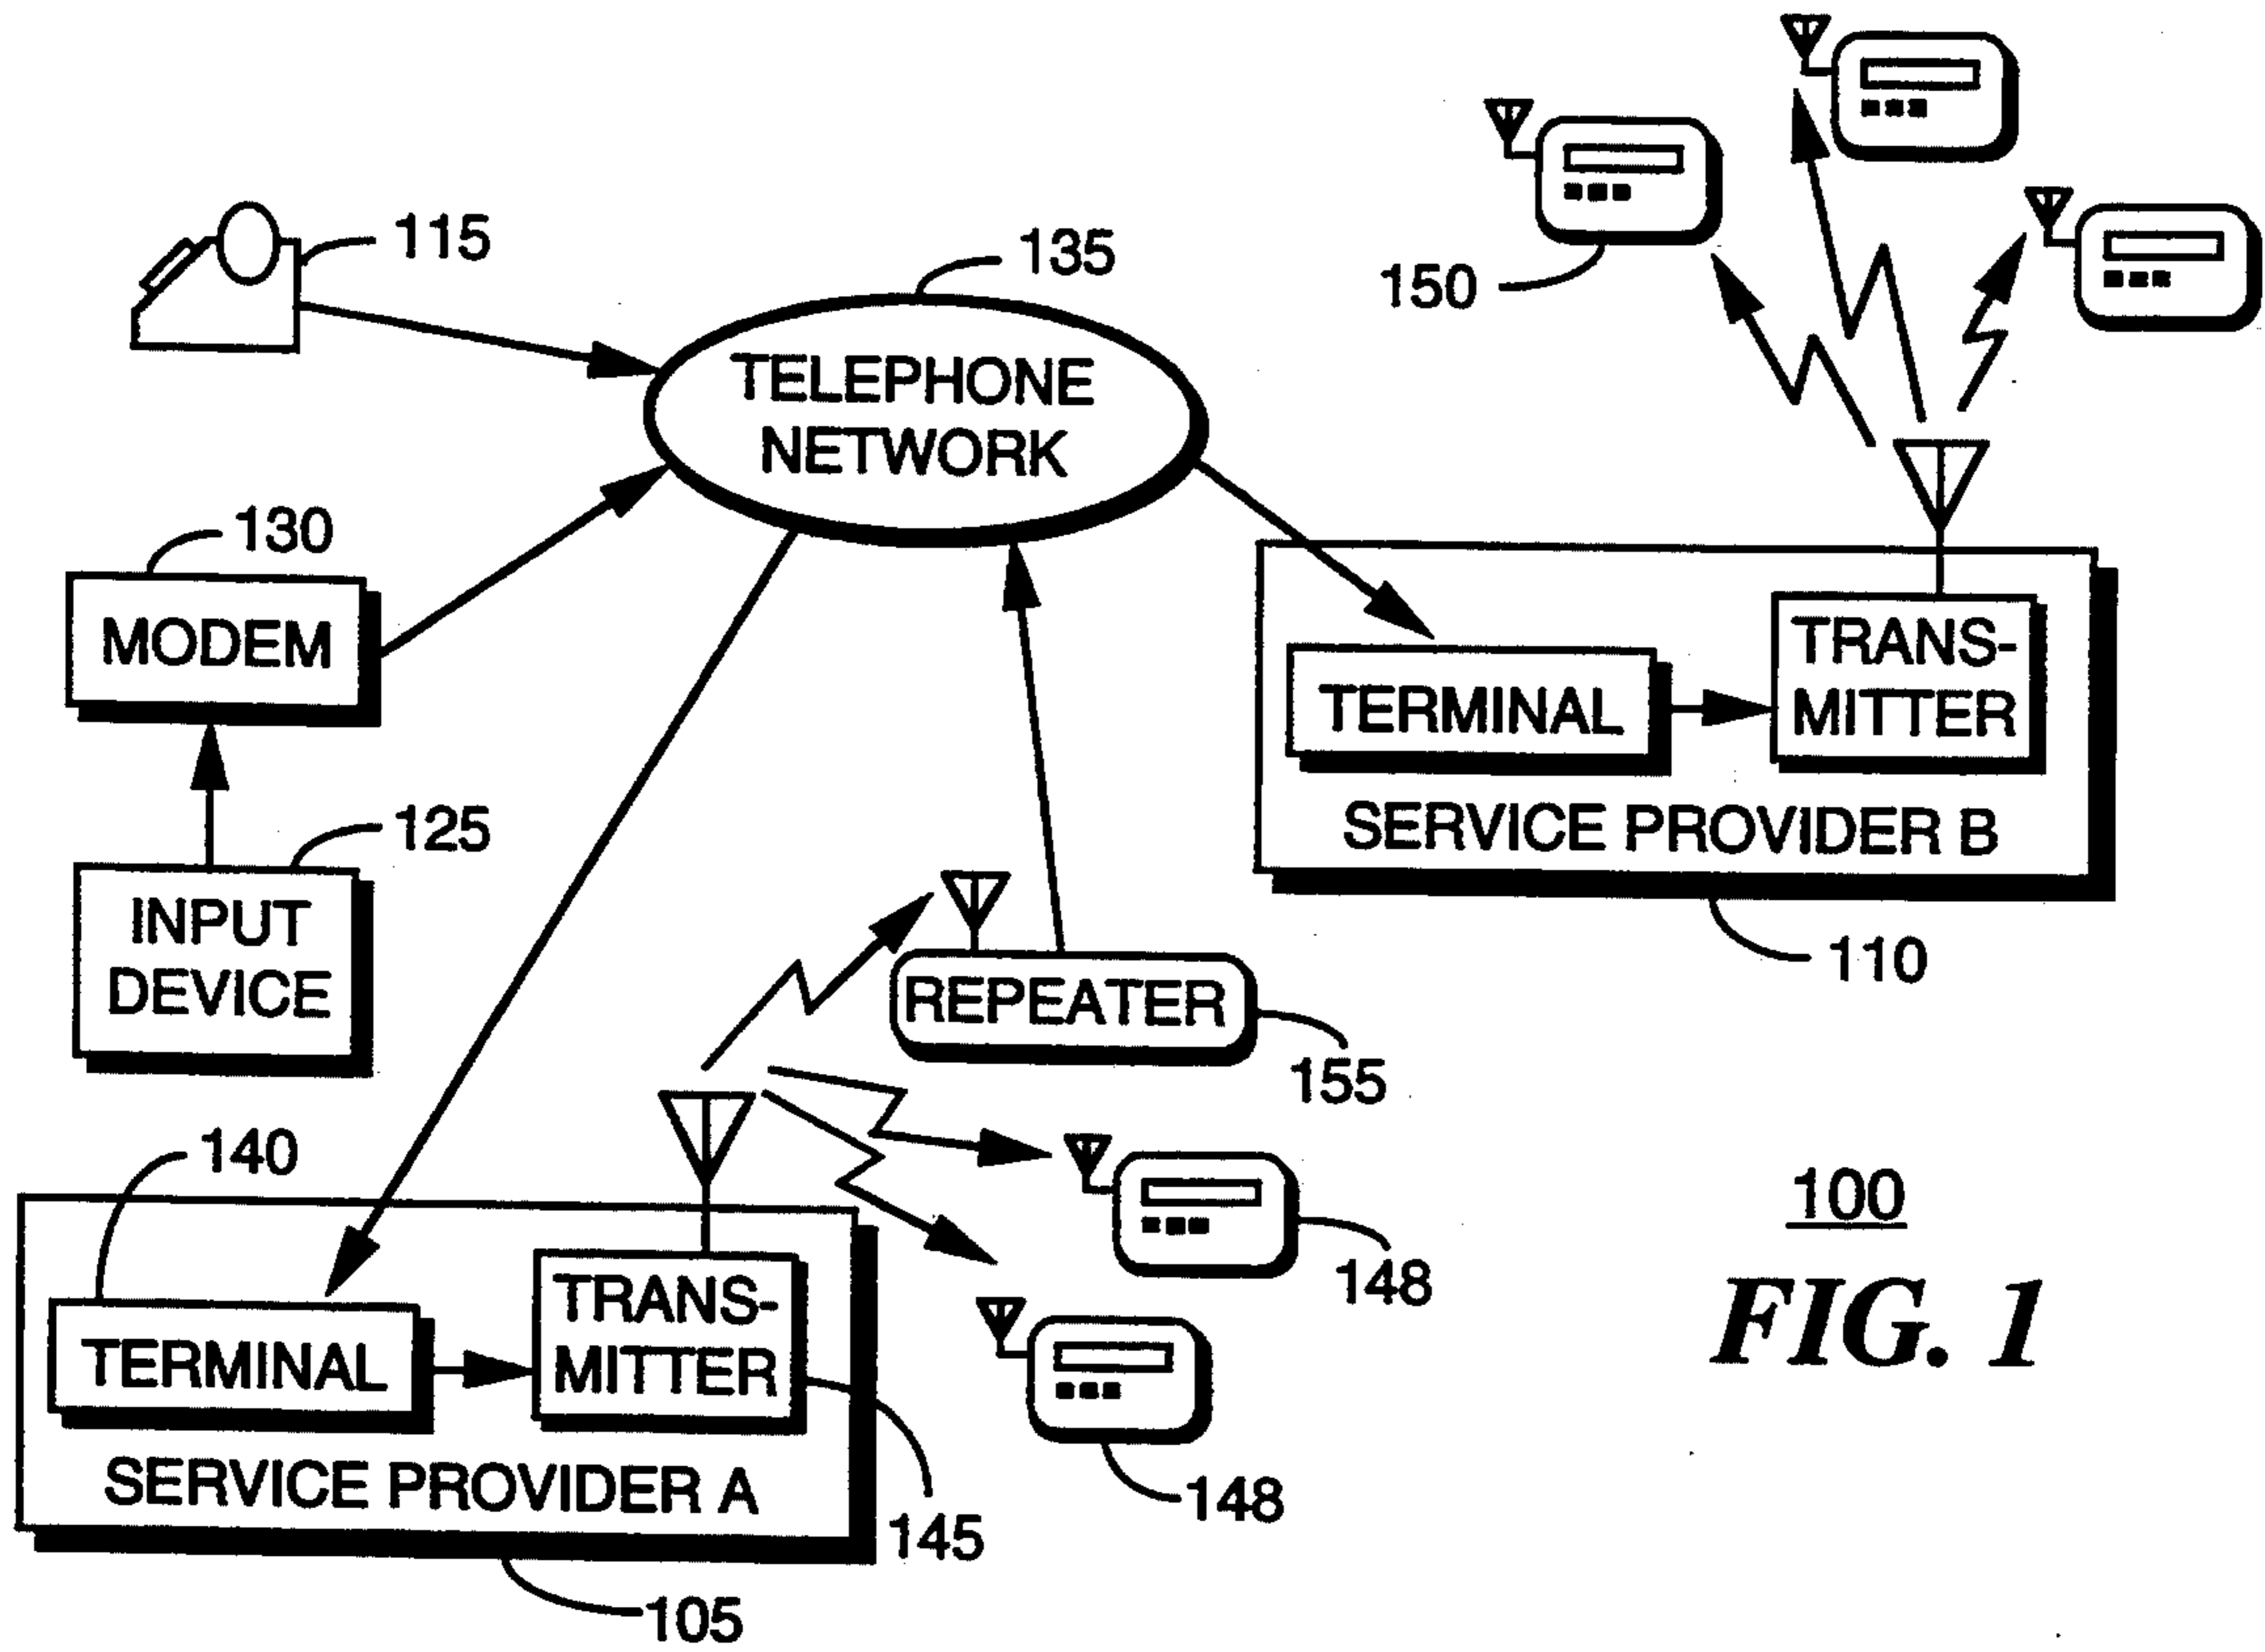 115
135
150
TELEPHONE
NETWORK
130
MODEM
TRANS-
MITTER
TERMINAL
SERVICE PROVIDER B
110
125
INPUT
DEVICE
REPEATER
155
140
148
TRANS-
MITTER
TERMINAL
SERVICE PROVIDER A
145
148
105
100
FIG. 1